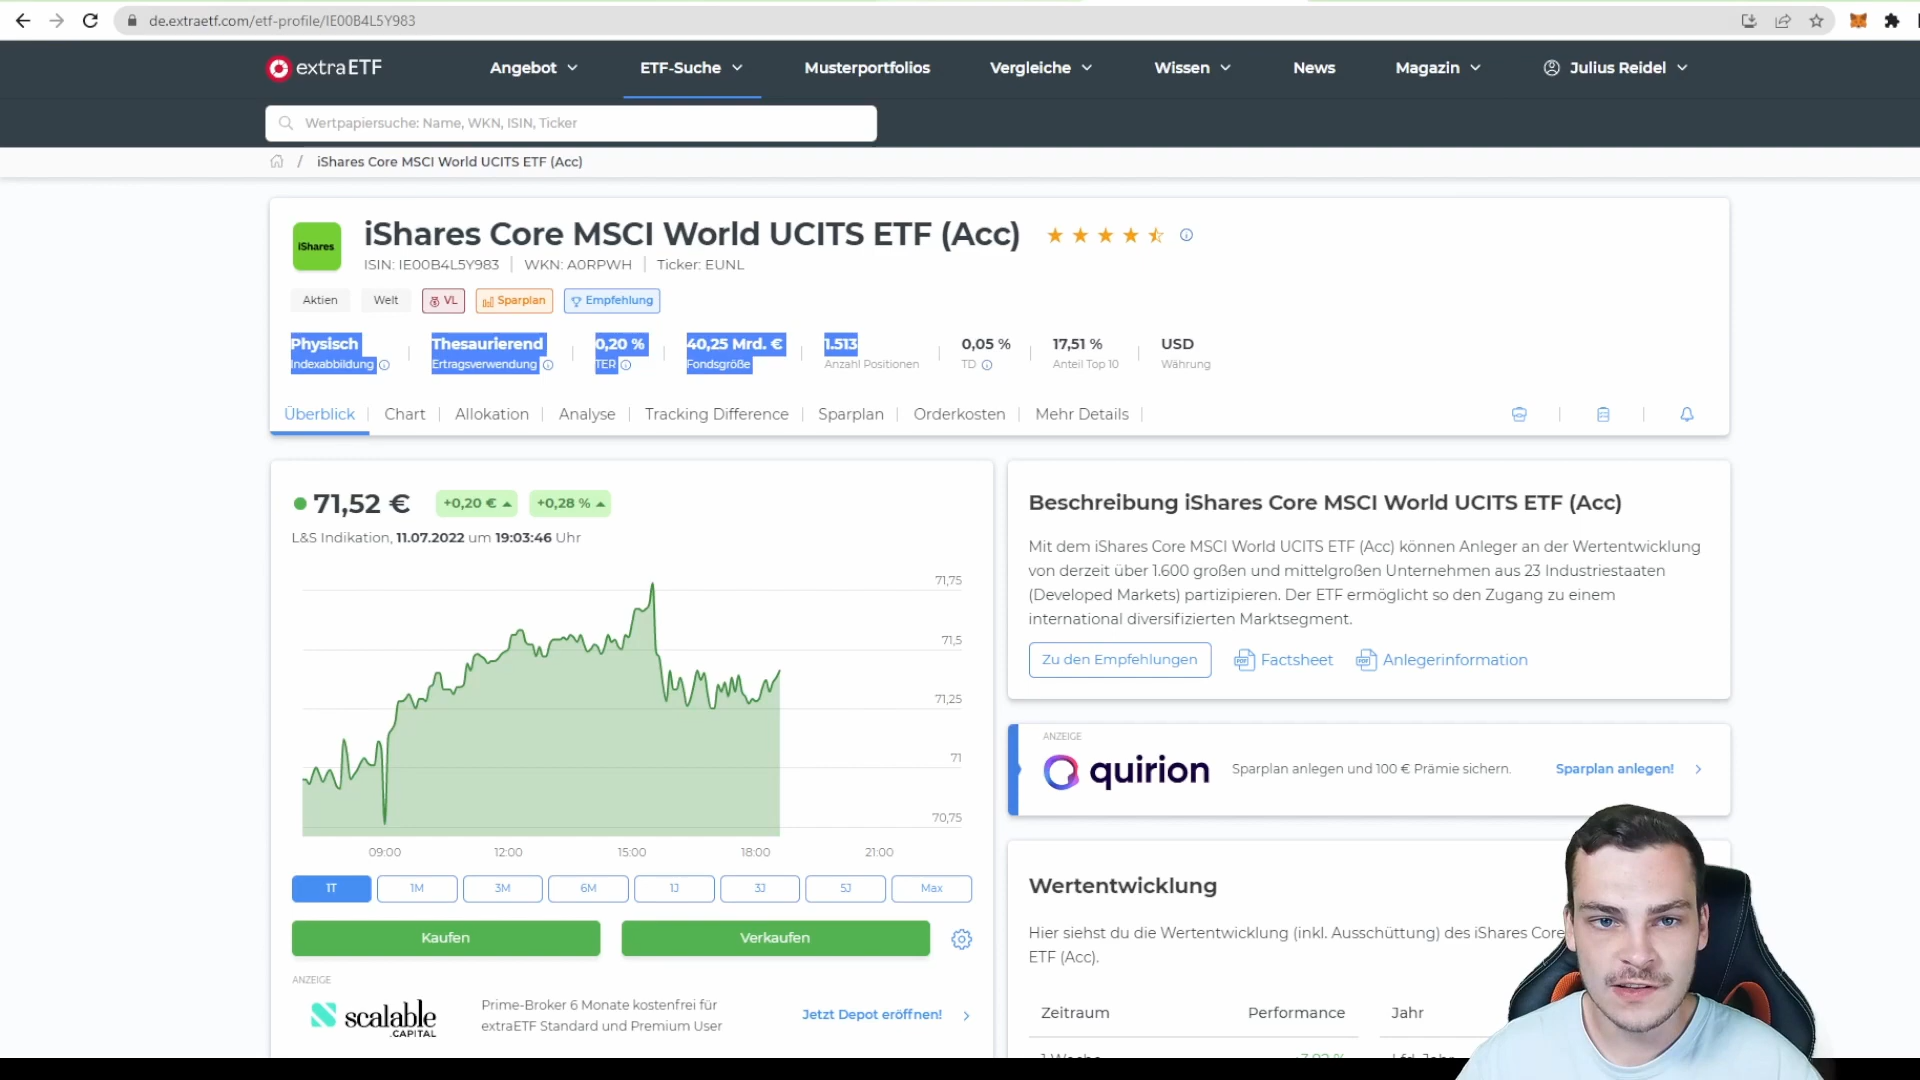 de.extraetf.com/etf-profile/IE00B4L5Y983
extraETF
Angebot
ETF-Suche
Musterportfolios
Vergleiche
Wissen
News
Magazin
Julius Reidel
Wertpapiersuche: Name, WKN, ISIN, Ticker
/ iShares Core MSCI World UCITS ETF (Acc)
iShares
iShares Core MSCI World UCITS ETF (Acc)
ISIN: IE00B4L5Y983 | WKN: A0RPWH | Ticker: EUNL
Aktien
Welt
VL
Sparplan
Empfehlung
Physisch
Indexabbildung
Thesaurierend
Ertragsverwendung
0,20 %
TER
40,25 Mrd. €
Fondsgröße
1.513
Anzahl Positionen
0,05 %
TD
17,51 %
Anteil Top 10
USD
Währung
Überblick
Chart
Allokation
Analyse
Tracking Difference
Sparplan
Orderkosten
Mehr Details
71,52 €
+0,20 €
+0,28 %
L&S Indikation, 11.07.2022 um 19:03:46 Uhr
71,75
71,5
71,25
71
70,75
09:00
12:00
15:00
18:00
21:00
1T
1M
3M
6M
1J
3J
5J
Max
Kaufen
Verkaufen
ANZEIGE
scalable
.CAPITAL
Prime-Broker 6 Monate kostenfrei für
extraETF Standard und Premium User
Jetzt Depot eröffnen!
Beschreibung iShares Core MSCI World UCITS ETF (Acc)
Mit dem iShares Core MSCI World UCITS ETF (Acc) können Anleger an der Wertentwicklung
von derzeit über 1.600 großen und mittelgroßen Unternehmen aus 23 Industriestaaten
(Developed Markets) partizipieren. Der ETF ermöglicht so den Zugang zu einem
international diversifizierten Marktsegment.
Zu den Empfehlungen
Factsheet
Anlegerinformation
ANZEIGE
quirion
Sparplan anlegen und 100 € Prämie sichern.
Sparplan anlegen!
Wertentwicklung
Hier siehst du die Wertentwicklung (inkl. Ausschüttung) des iShares Core
ETF (Acc).
Zeitraum
Performance
Jahr